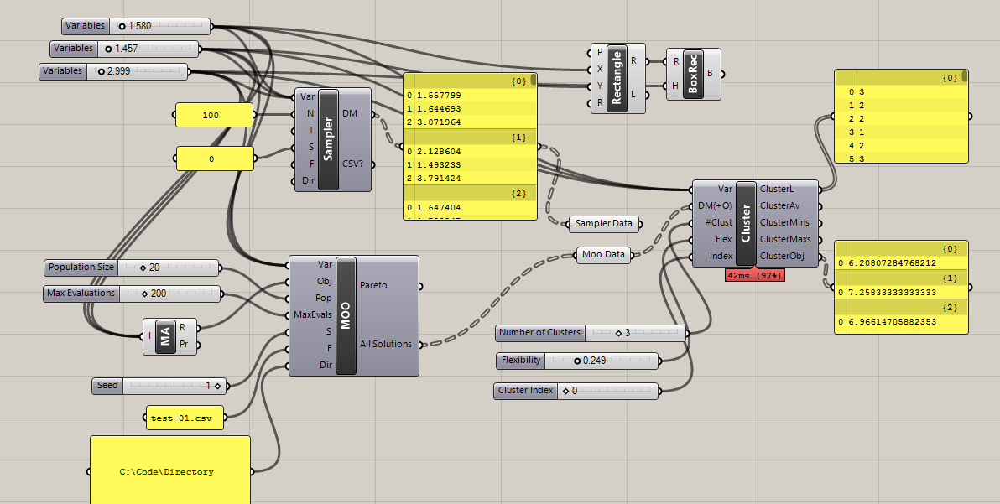 Variables 1.580
Variables 1.457
Variables 2.999
100
0
Var
N
T
S
F
Dir
Sampler
DM
CSV?
{0}
0 1.557799
1 1.644693
2 3.071964
{1}
0 2.128604
1 1.493233
2 3.791424
{2}
0 1.647404
P
X
Y
R
Rectangle
R
L
R
H
BoxRec
B
{0}
0 3
1 2
2 2
3 1
4 2
5 3
Sampler Data
Moo Data
Var
DM(+O)
#Clust
Flex
Index
Cluster
ClusterL
ClusterAv
ClusterMins
ClusterMaxs
ClusterObj
42ms (97%)
{0}
0 6.20807284768212
{1}
0 7.25833333333333
{2}
0 6.96614705882353
Population Size 20
Max Evaluations 200
I
MA
R
Pr
Var
Obj
Pop
MaxEvals
S
F
Dir
MOO
Pareto
All Solutions
Number of Clusters 3
Flexibility 0.249
Cluster Index 0
Seed 1
test-01.csv
C:\Code\Directory